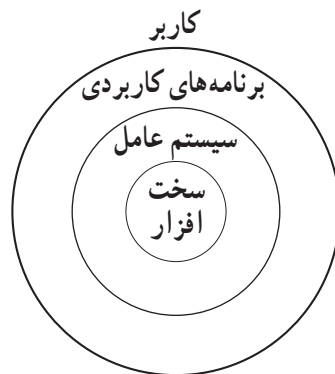 کاربر
برنامه‌های کاربردی
سیستم عامل
سخت
افزار